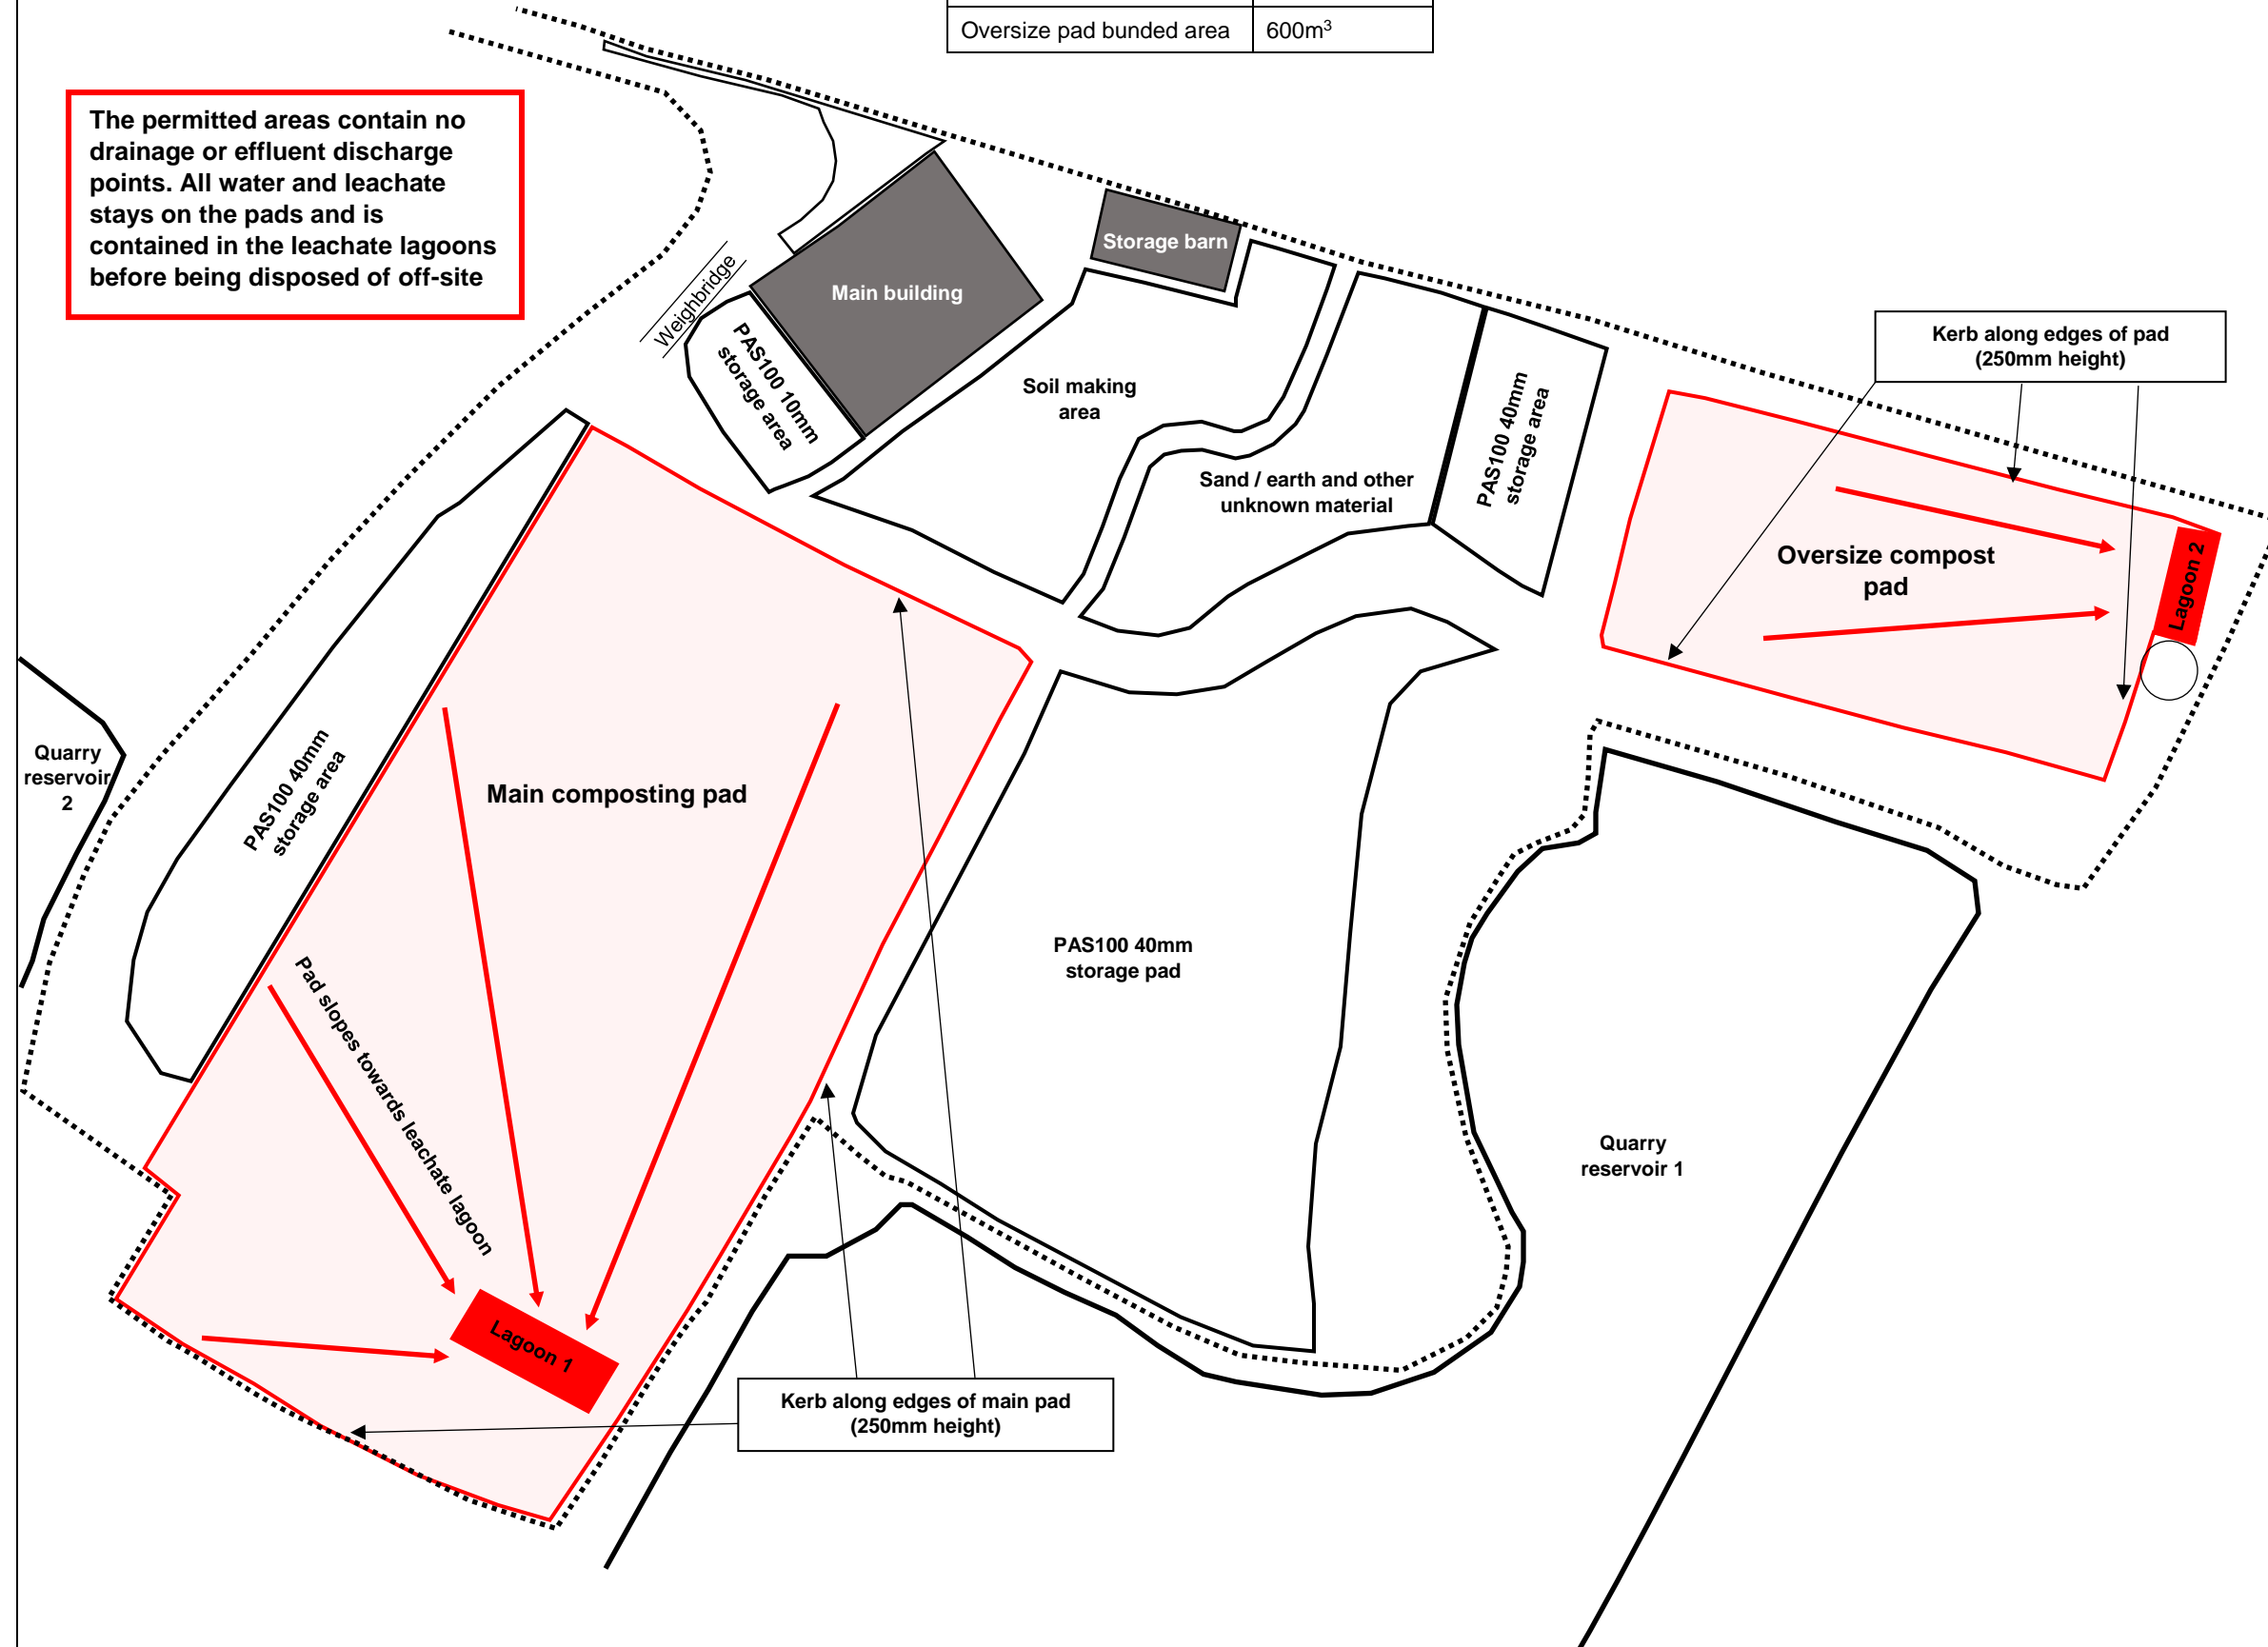 Oversize pad bunded area 600m³
The permitted areas contain no
drainage or effluent discharge
points. All water and leachate
stays on the pads and is
contained in the leachate lagoons
before being disposed of off-site
Storage barn
Main building
Weighbridge
PAS100 10mm
storage area
Soil making
area
Kerb along edges of pad
(250mm height)
PAS100 40mm
storage area
Sand / earth and other
unknown material
Oversize compost
pad
Lagoon 2
Quarry
reservoir
2
PAS100 40mm
storage area
Main composting pad
PAS100 40mm
storage pad
Pad slopes towards leachate lagoon
Quarry
reservoir 1
Lagoon 1
Kerb along edges of main pad
(250mm height)